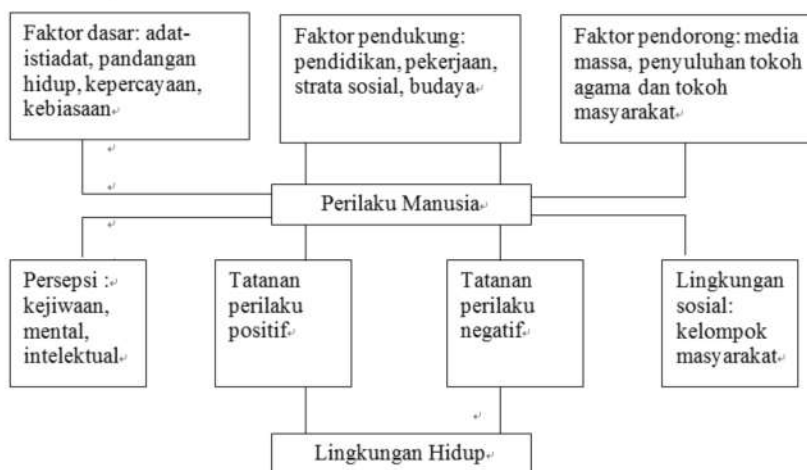 Faktor dasar: adat-
istiadat, pandangan
hidup, kepercayaan,
kebiasaan
Faktor pendukung:
pendidikan, pekerjaan,
strata sosial, budaya
Faktor pendorong: media
massa, penyuluhan tokoh
agama dan tokoh
masyarakat
Perilaku Manusia
Persepsi :
kejiwaan,
mental,
intelektual
Tatanan
perilaku
positif
Tatanan
perilaku
negatif
Lingkungan
sosial:
kelompok
masyarakat
Lingkungan Hidup